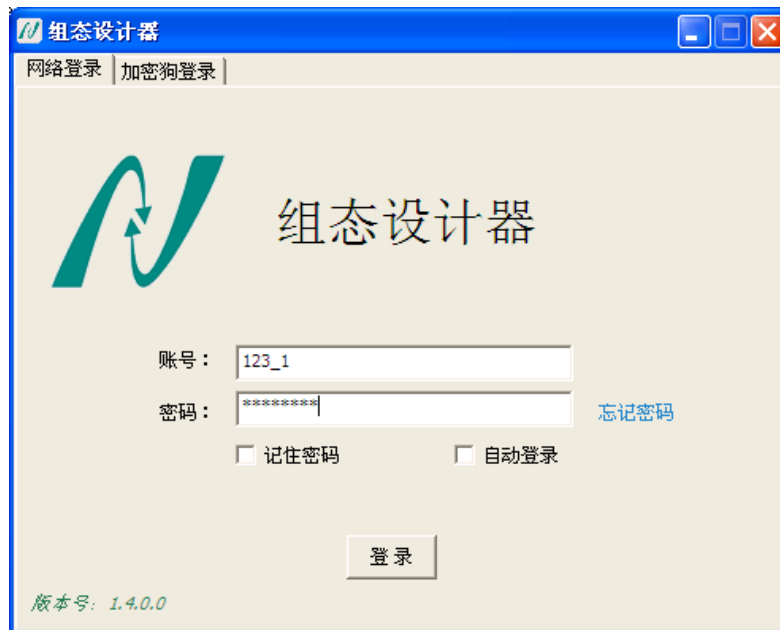 组态设计器
网络登录 加密狗登录
组态设计器
账号： 123_1
密码： ******** 忘记密码
记住密码 自动登录
登录
版本号: 1.4.0.0